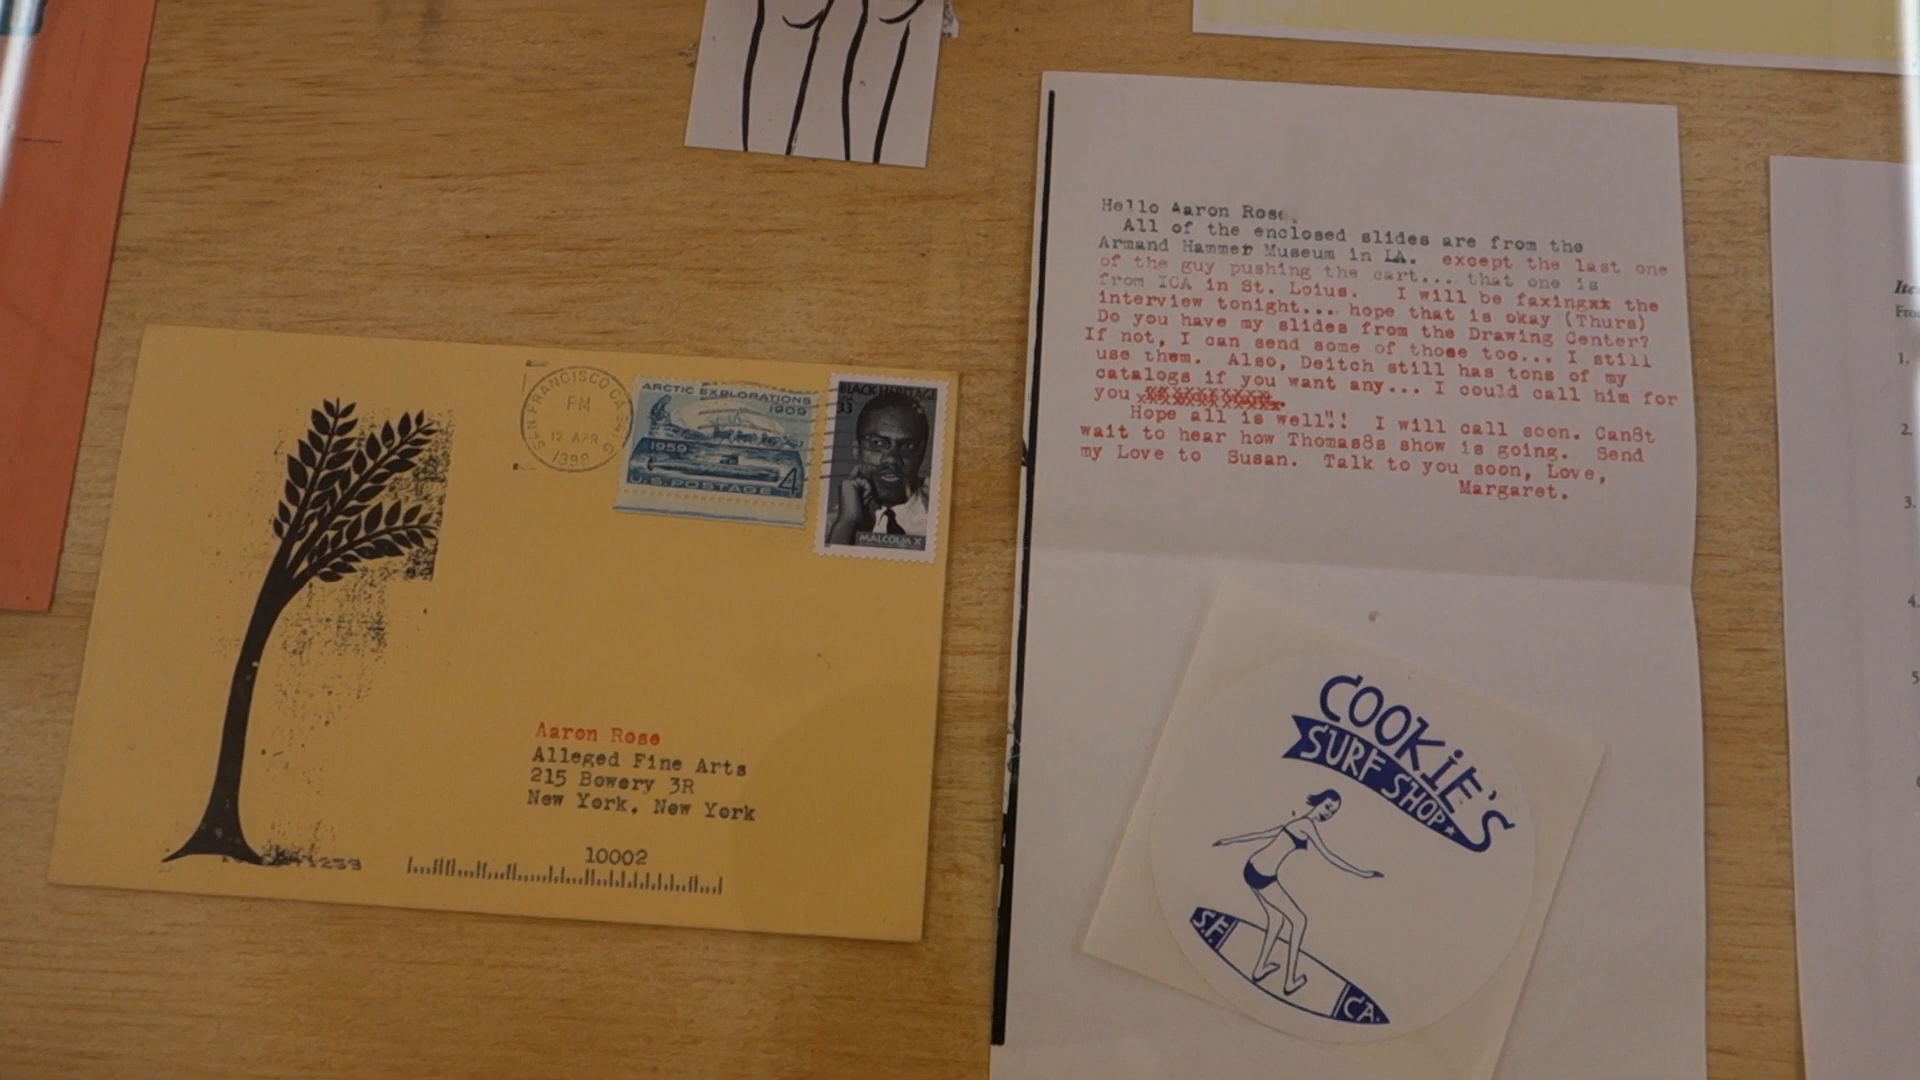 SAN FRANCISCO CA
PM
12 APR
1999
ARCTIC EXPLORATIONS
1909
1959
U.S. POSTAGE 4
BLACK HERITAGE
USA
33
MALCOLM X
Aaron Rose
Alleged Fine Arts
215 Bowery 3R
New York, New York
10002
Hello Aaron Rose,
All of the enclosed slides are from the
Armand Hammer Museum in LA. except the last one
of the guy pushing the cart... that one is
from ICA in St. Loius. I will be faxingxx the
interview tonight... hope that is okay (Thurs)
Do you have my slides from the Drawing Center?
If not, I can send some of those too... I still
use them. Also, Deitch still has tons of my
catalogs if you want any... I could call him for
you
Hope all is well"!! I will call soon. Can8t
wait to hear how Thomas8s show is going. Send
my Love to Susan. Talk to you soon, Love,
Margaret.
COOKiE'S
SURF SHOP
S.F.
CA.
1.
2.
3.
4.
5